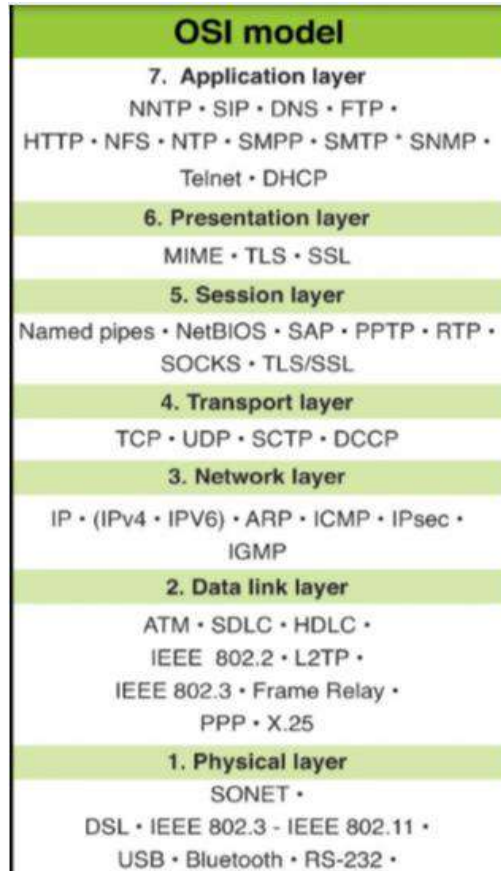 OSI model
7. Application layer
NNTP • SIP • DNS • FTP •
HTTP • NFS • NTP • SMPP • SMTP * SNMP •
Telnet • DHCP
6. Presentation layer
MIME • TLS • SSL
5. Session layer
Named pipes • NetBIOS • SAP • PPTP • RTP •
SOCKS • TLS/SSL
4. Transport layer
TCP • UDP • SCTP • DCCP
3. Network layer
IP • (IPv4 • IPV6) • ARP • ICMP • IPsec •
IGMP
2. Data link layer
ATM • SDLC • HDLC •
IEEE 802.2 • L2TP •
IEEE 802.3 • Frame Relay •
PPP • X.25
1. Physical layer
SONET •
DSL • IEEE 802.3 - IEEE 802.11 •
USB • Bluetooth • RS-232 •